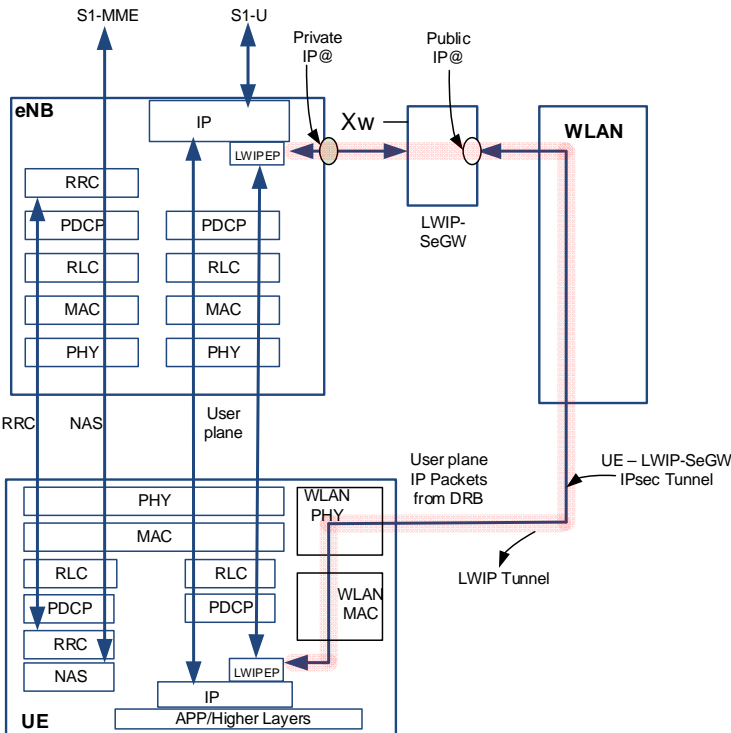 S1-MME
S1-U
Private
IP@
Public
IP@
eNB
IP
Xw
WLAN
LWIPEP
RRC
PDCP
PDCP
LWIP-
SeGW
RLC
RLC
MAC
MAC
PHY
PHY
RRC
NAS
User
plane
User plane
IP Packets
from DRB
UE – LWIP-SeGW
IPsec Tunnel
PHY
WLAN
PHY
MAC
LWIP Tunnel
RLC
RLC
WLAN
MAC
PDCP
PDCP
RRC
NAS
LWIPEP
IP
APP/Higher Layers
UE